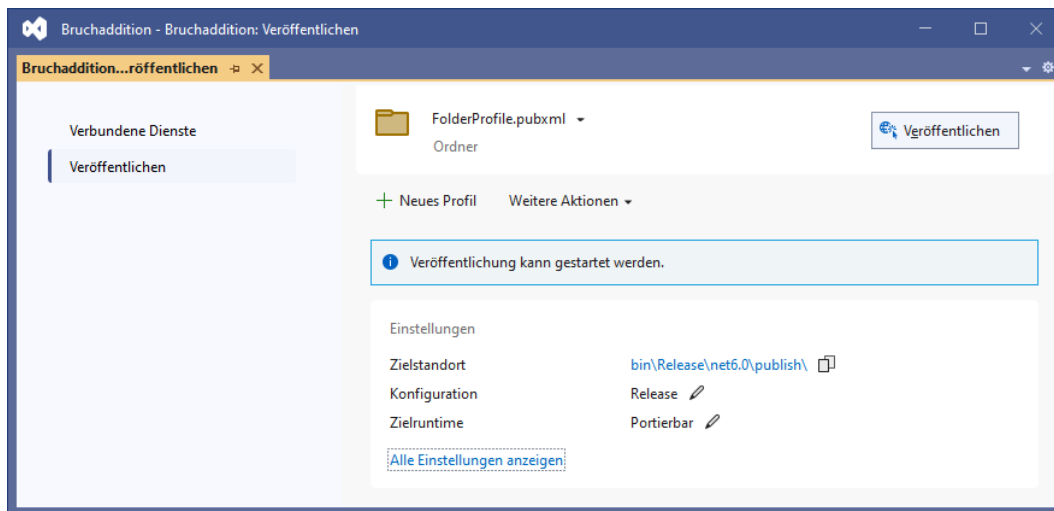 Bruchaddition - Bruchaddition: Veröffentlichen
Bruchaddition...röffentlichen
Verbundene Dienste
Veröffentlichen
FolderProfile.pubxml
Ordner
Veröffentlichen
Neues Profil Weitere Aktionen
Veröffentlichung kann gestartet werden.
Einstellungen
Zielstandort bin\Release\net6.0\publish\
Konfiguration Release
Zielruntime Portierbar
Alle Einstellungen anzeigen